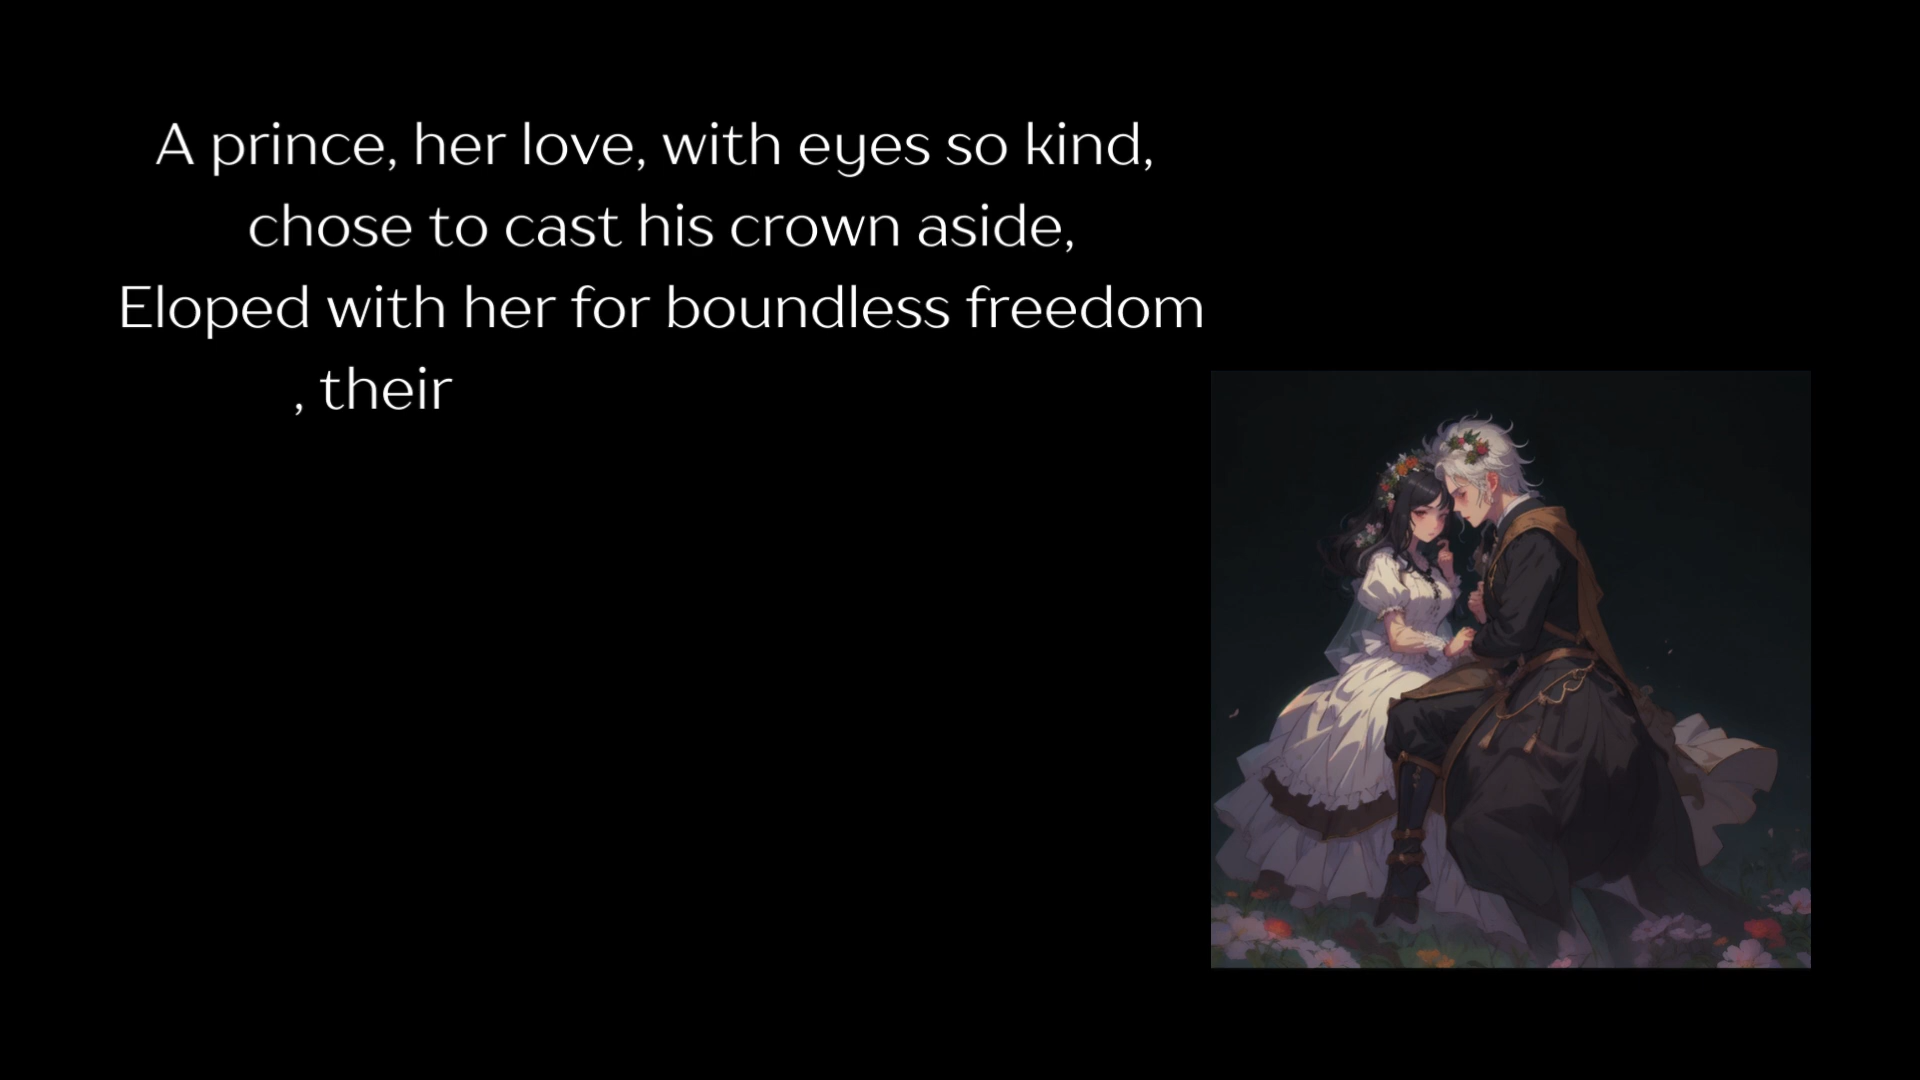 A prince, her love, with eyes so kind,
chose to cast his crown aside,
Eloped with her for boundless freedom
, their